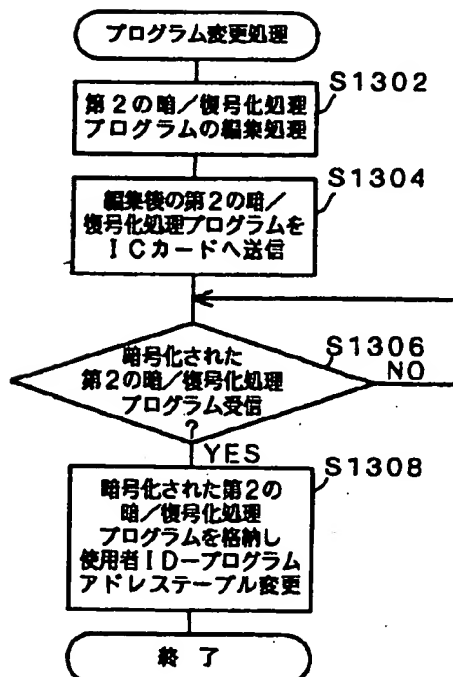 プログラム変更処理
S1302
第2の暗／復号化処理
プログラムの編集処理
S1304
編集後の第2の暗／
復号化処理プログラムを
ICカードへ送信
S1306
暗号化された
第2の暗／復号化処理
プログラム受信
?
NO
YES
S1308
暗号化された第2の
暗／復号化処理
プログラムを格納し
使用者IDープログラム
アドレステーブル変更
終了